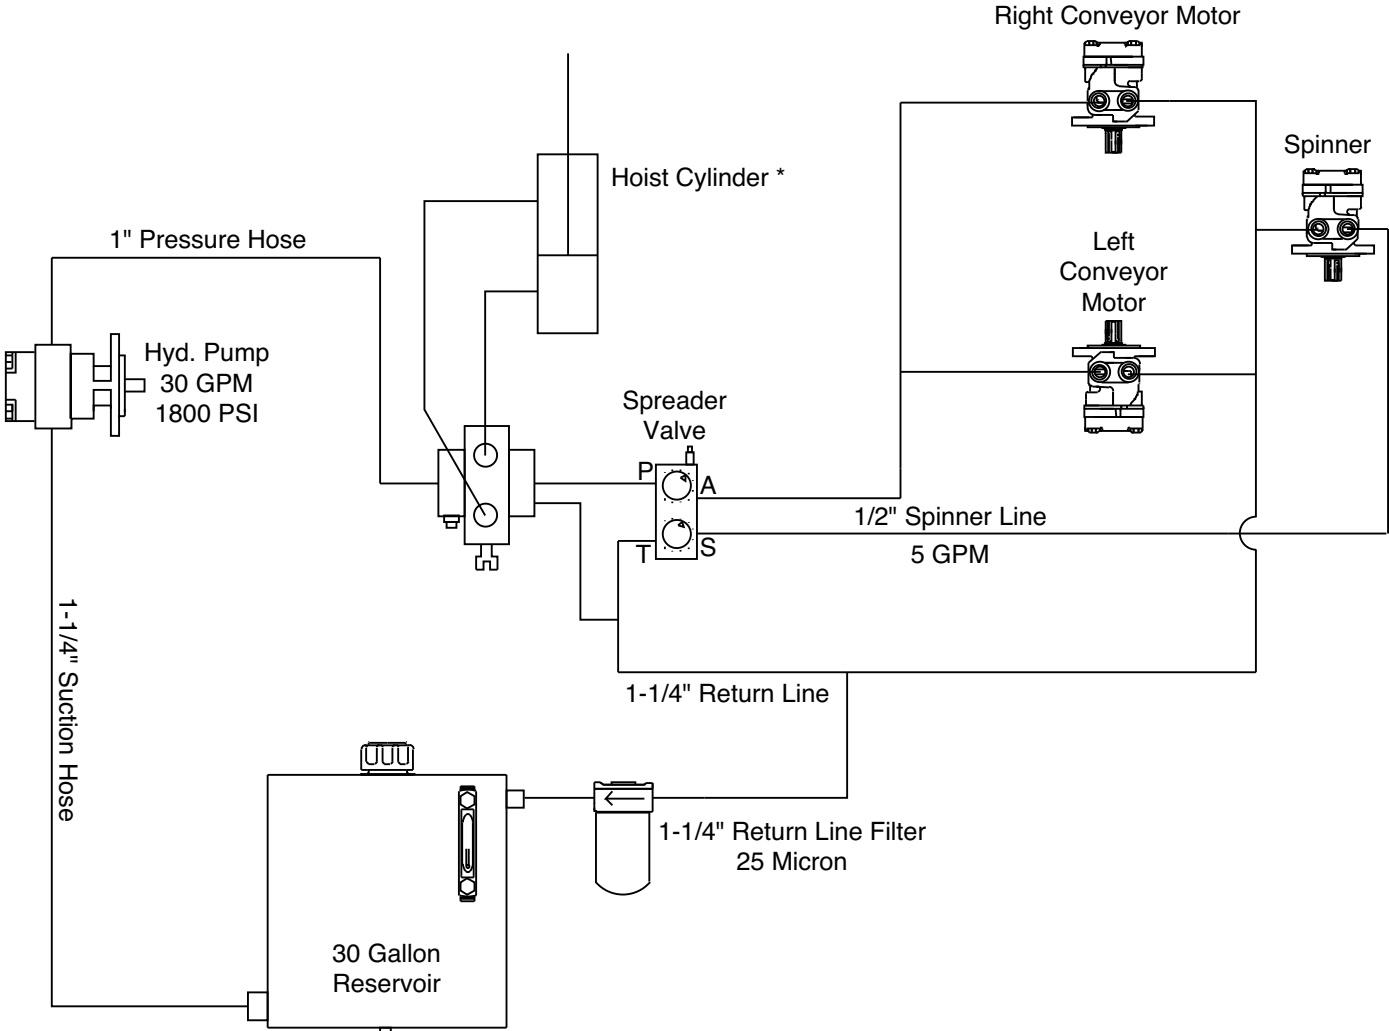 Right Conveyor Motor
Spinner
Hoist Cylinder *
1" Pressure Hose
Left
Conveyor
Motor
Hyd. Pump
30 GPM
1800 PSI
Spreader
Valve
P
A
1/2" Spinner Line
T
S
5 GPM
1-1/4" Suction Hose
1-1/4" Return Line
1-1/4" Return Line Filter
25 Micron
30 Gallon
Reservoir